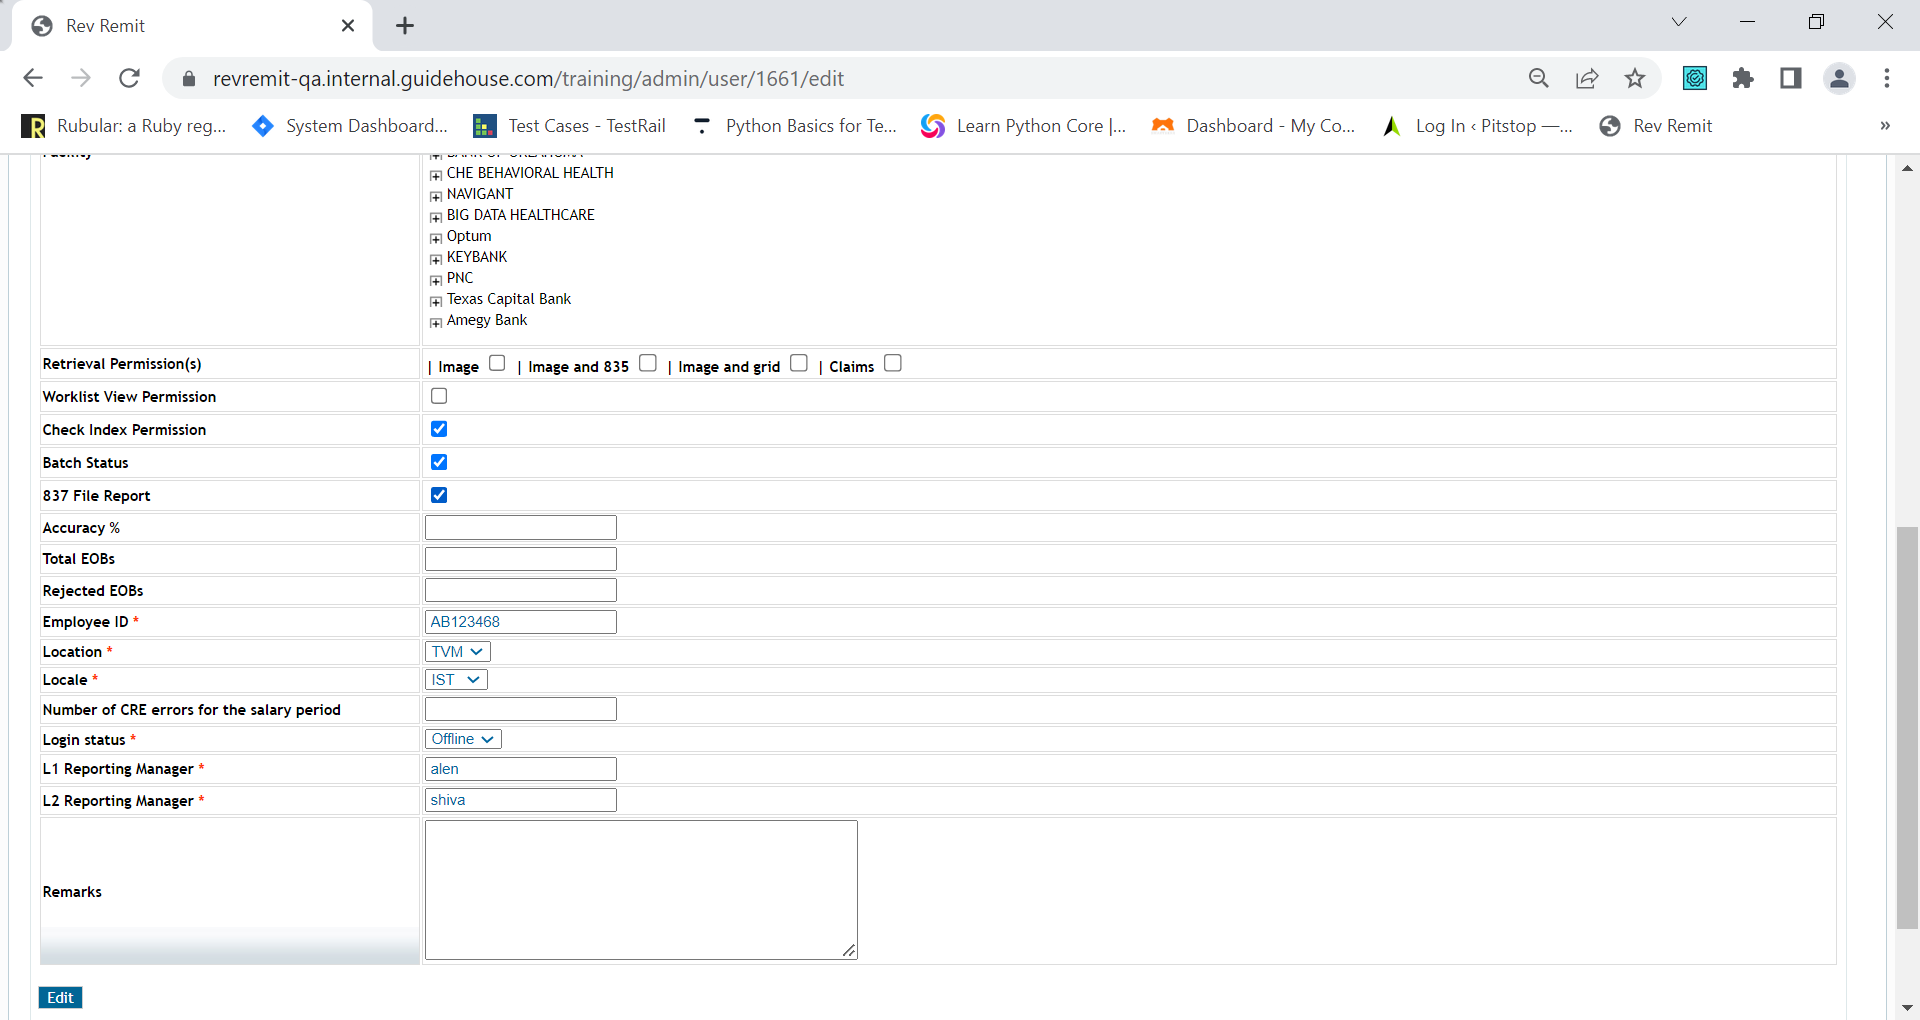 Rev Remit
revremit-qa.internal.guidehouse.com/training/admin/user/1661/edit
Rubular: a Ruby reg... System Dashboard... Test Cases - TestRail Python Basics for Te... Learn Python Core |... Dashboard - My Co... Log In ‹ Pitstop —... Rev Remit »
Facility
BANK OF OKLAHOMA
CHE BEHAVIORAL HEALTH
NAVIGANT
BIG DATA HEALTHCARE
Optum
KEYBANK
PNC
Texas Capital Bank
Amegy Bank
Retrieval Permission(s) | Image | Image and 835 | Image and grid | Claims
Worklist View Permission
Check Index Permission
Batch Status
837 File Report
Accuracy %
Total EOBs
Rejected EOBs
Employee ID * AB123468
Location * TVM
Locale * IST
Number of CRE errors for the salary period
Login status * Offline
L1 Reporting Manager * alen
L2 Reporting Manager * shiva
Remarks
Edit